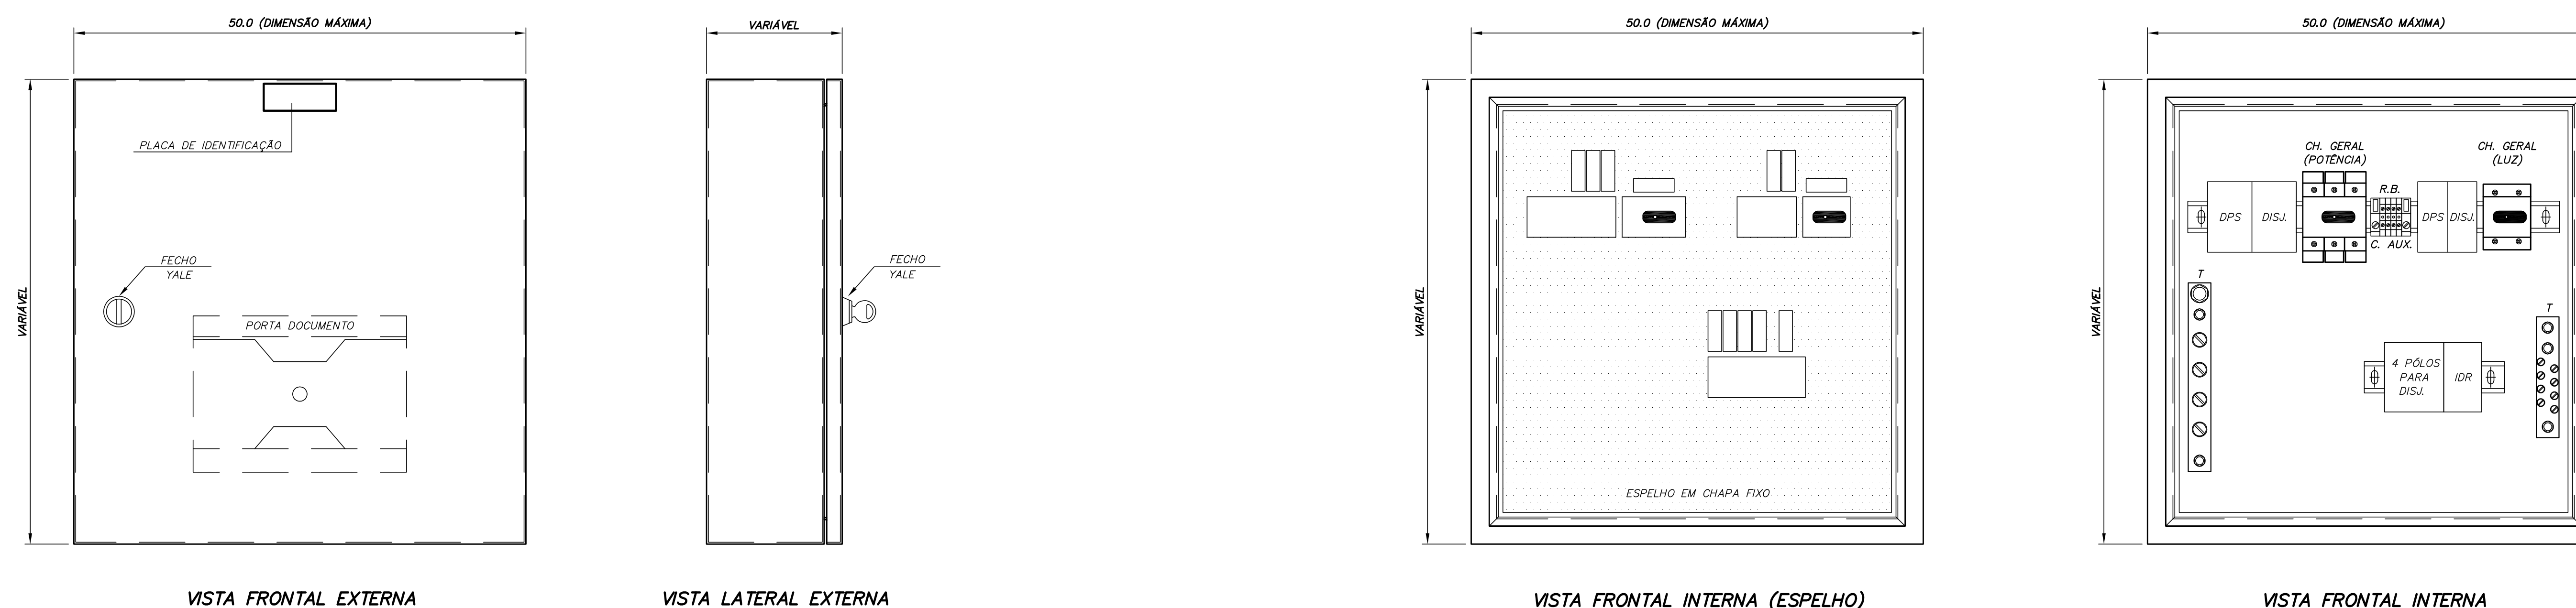 50.0 (DIMENSÃO MÁXIMA)
VARIÁVEL
PLACA DE IDENTIFICAÇÃO
FECHO
YALE
PORTA DOCUMENTO
VISTA FRONTAL EXTERNA
VARIÁVEL
FECHO
YALE
VISTA LATERAL EXTERNA
50.0 (DIMENSÃO MÁXIMA)
VARIÁVEL
ESPELHO EM CHAPA FIXO
VISTA FRONTAL INTERNA (ESPELHO)
50.0 (DIMENSÃO MÁXIMA)
VARIÁVEL
CH. GERAL
(POTÊNCIA)
CH. GERAL
(LUZ)
R.B.
DPS
DISJ.
DPS
DISJ.
C. AUX.
T
T
4 PÓLOS
PARA
DISJ.
IDR
VISTA FRONTAL INTERNA